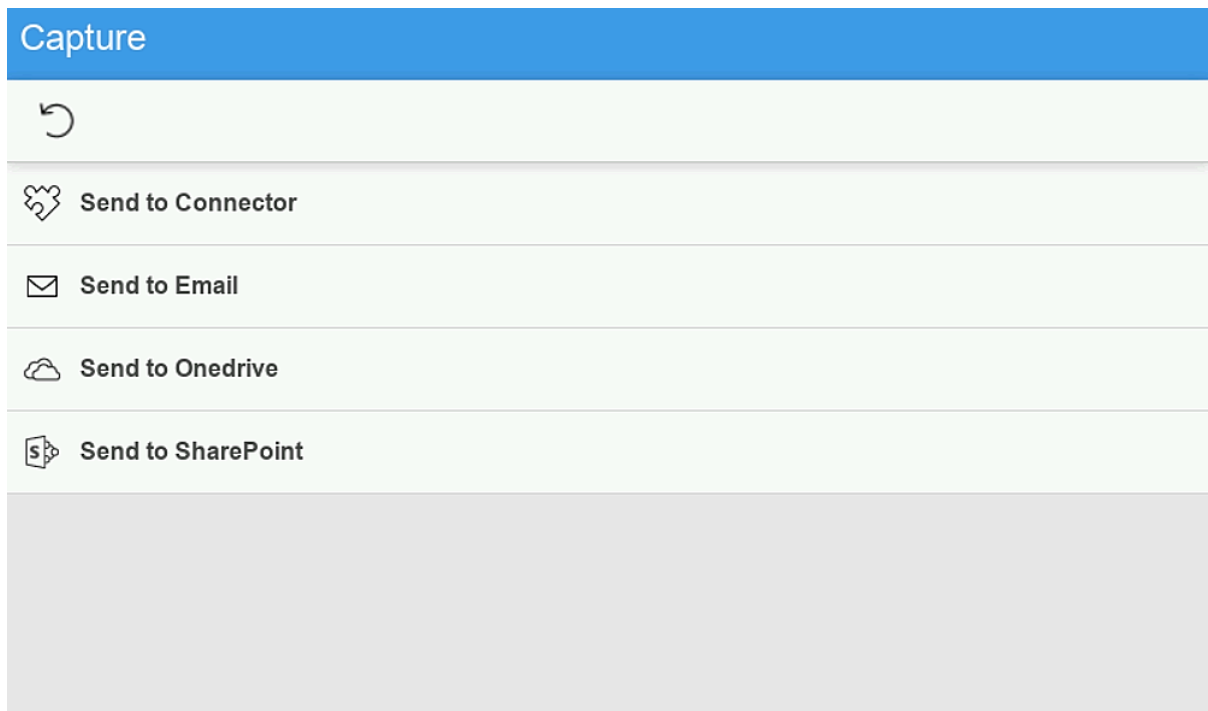 Capture
Send to Connector
Send to Email
Send to Onedrive
S
Send to SharePoint